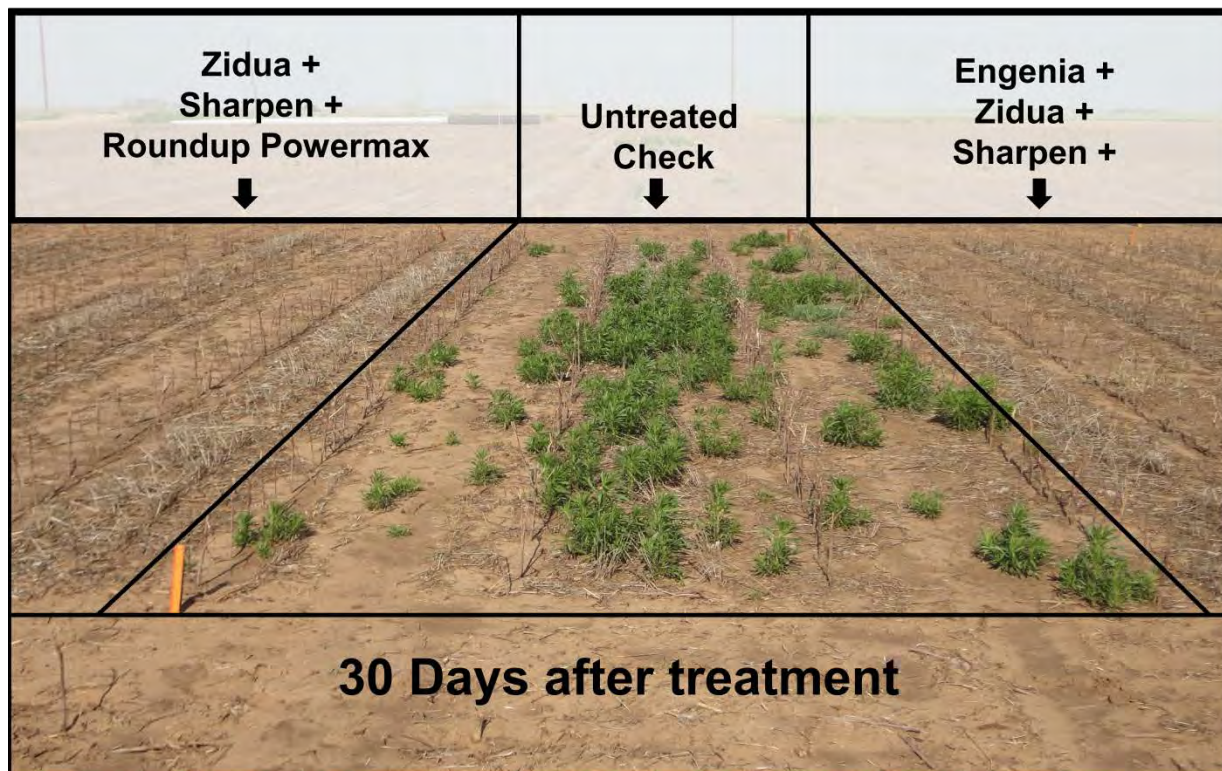 Zidua +
Sharpen +
Roundup Powermax
Untreated
Check
Engenia +
Zidua +
Sharpen +
30 Days after treatment